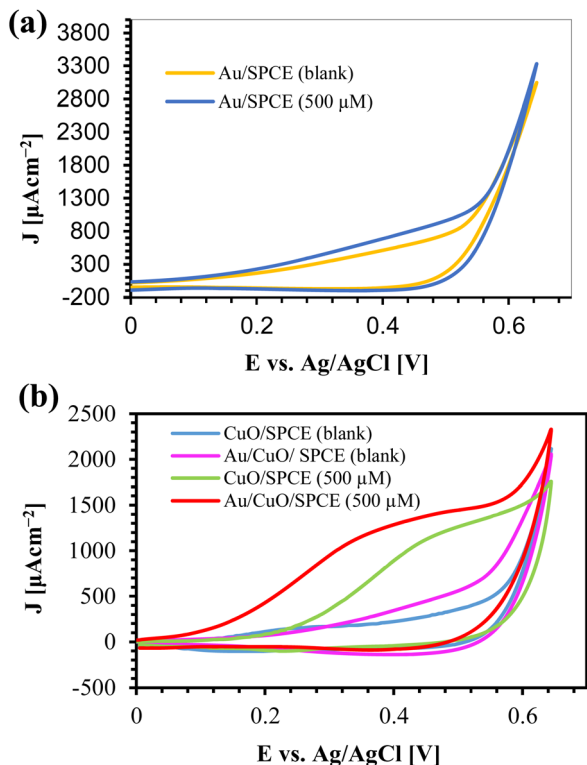 (a)
3800
3300
2800
2300
1800
1300
800
300
-200
J [µAcm⁻²]
Au/SPCE (blank)
Au/SPCE (500 µM)
0
0.2
0.4
0.6
E vs. Ag/AgCl [V]
(b)
2500
2000
1500
1000
500
0
-500
J [µAcm⁻²]
CuO/SPCE (blank)
Au/CuO/ SPCE (blank)
CuO/SPCE (500 µM)
Au/CuO/SPCE (500 µM)
0
0.2
0.4
0.6
E vs. Ag/AgCl [V]